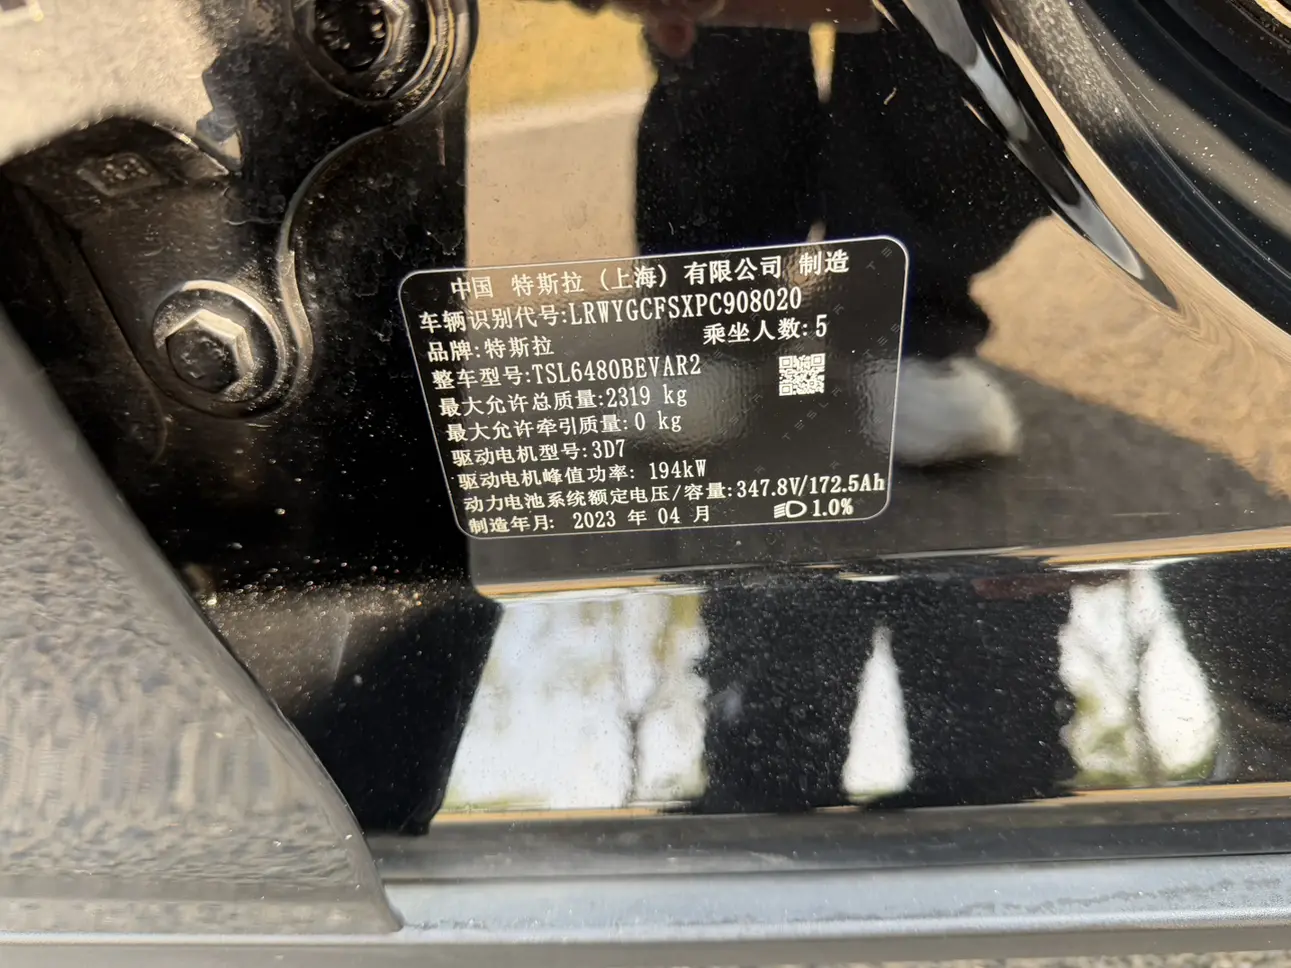 中国 特斯拉（上海）有限公司 制造
车辆识别代号:LRWYGCFSXPC908020
品牌:特斯拉 乘坐人数:5
整车型号:TSL6480BEVAR2
最大允许总质量:2319 kg
最大允许牵引质量:0 kg
驱动电机型号:3D7
驱动电机峰值功率: 194kW
动力电池系统额定电压/容量:347.8V/172.5Ah
制造年月: 2023 年 04 月 1.0%